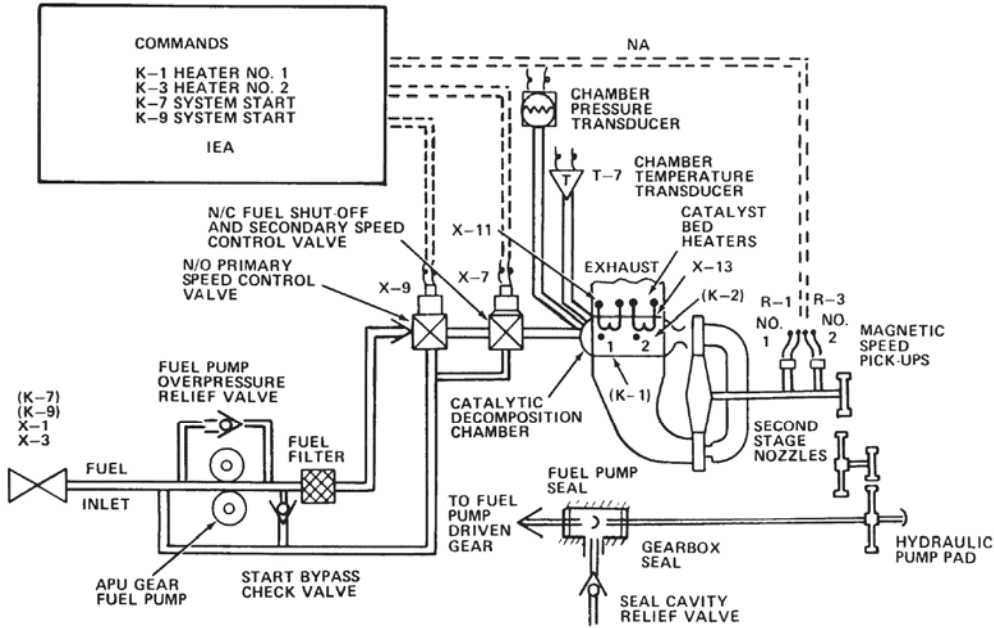 COMMANDS
K-1 HEATER NO. 1
K-3 HEATER NO. 2
K-7 SYSTEM START
K-9 SYSTEM START
IEA
NA
CHAMBER
PRESSURE
TRANSDUCER
T
T-7
CHAMBER
TEMPERATURE
TRANSDUCER
N/C FUEL SHUT-OFF
AND SECONDARY SPEED
CONTROL VALVE
X-11
CATALYST
BED
HEATERS
N/O PRIMARY
SPEED CONTROL
VALVE
X-9
X-7
EXHAUST
X-13
(K-2)
R-1
NO.
1
R-3
NO.
2
MAGNETIC
SPEED
PICK-UPS
1
2
(K-1)
FUEL PUMP
OVERPRESSURE
RELIEF VALVE
CATALYTIC
DECOMPOSITION
CHAMBER
(K-7)
(K-9)
X-1
X-3
FUEL
INLET
FUEL
FILTER
SECOND
STAGE
NOZZLES
FUEL PUMP
SEAL
TO FUEL
PUMP
DRIVEN
GEAR
GEARBOX
SEAL
HYDRAULIC
PUMP PAD
APU GEAR
FUEL PUMP
START BYPASS
CHECK VALVE
SEAL CAVITY
RELIEF VALVE